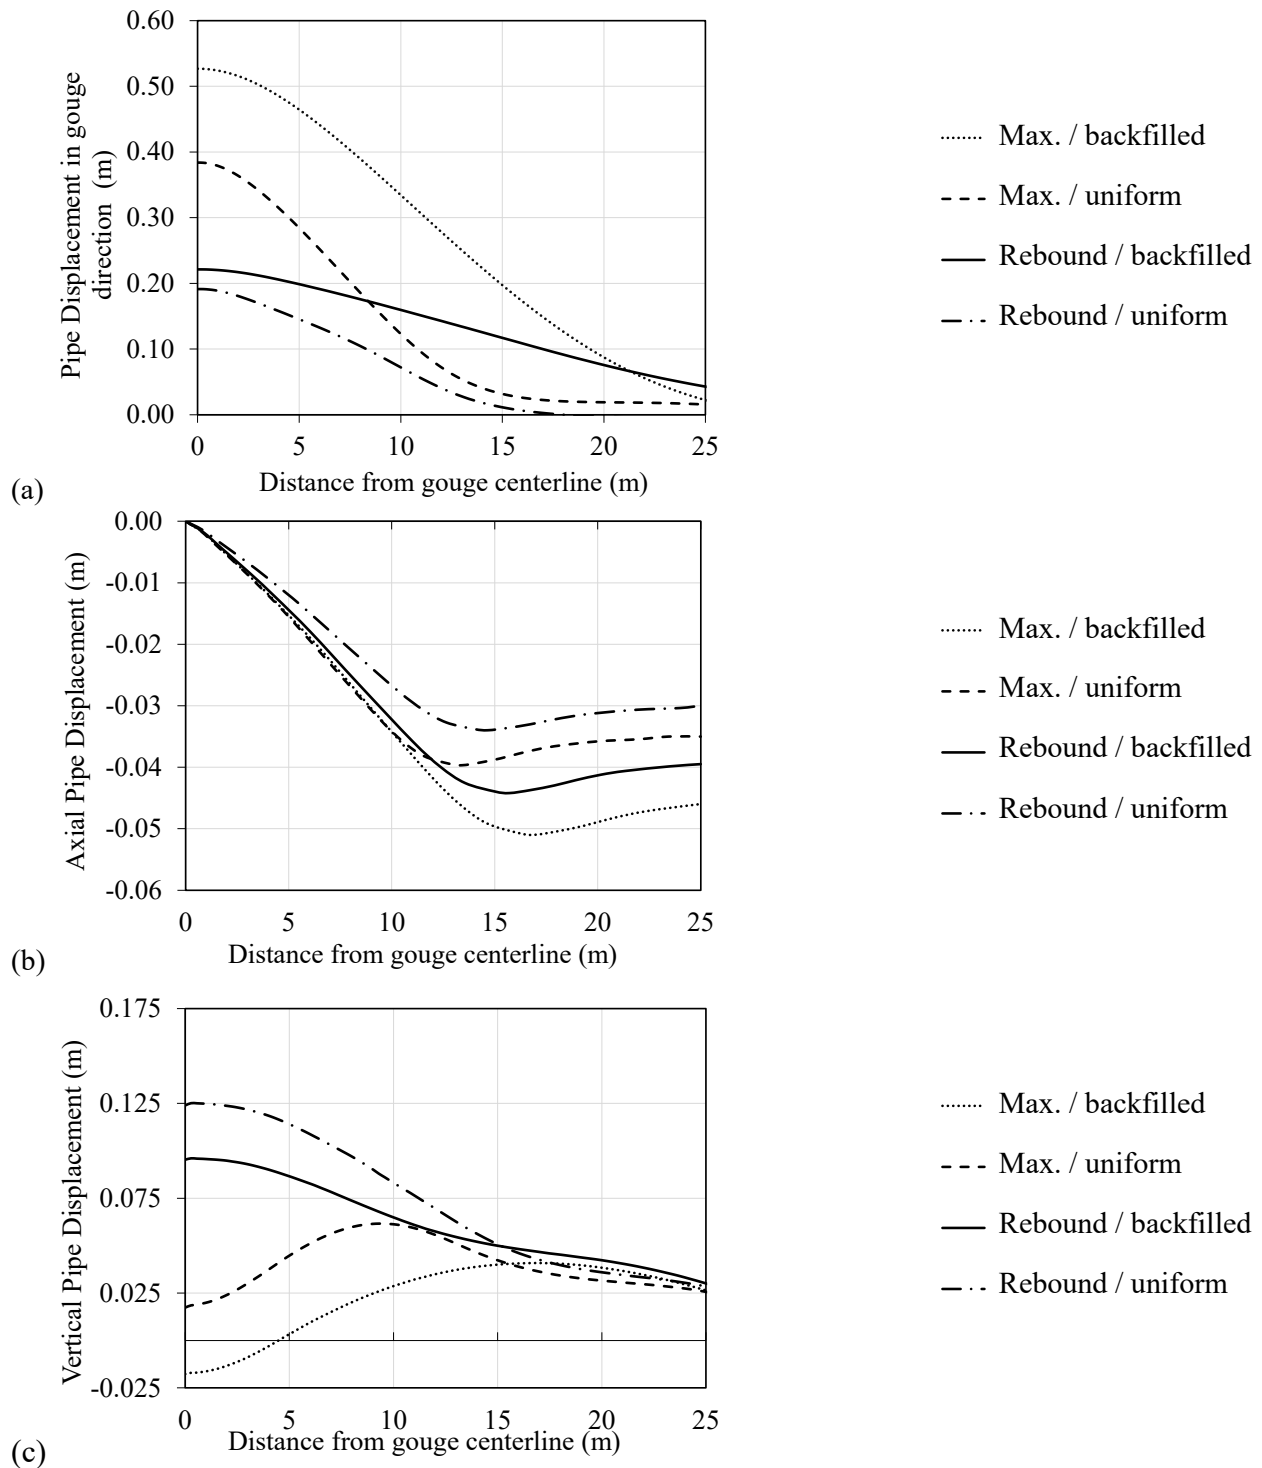 0.60
0.50
0.40
0.30
0.20
0.10
0.00
Pipe Displacement in gouge
direction (m)
0 5 10 15 20 25
Distance from gouge centerline (m)
(a)
Max. / backfilled
Max. / uniform
Rebound / backfilled
Rebound / uniform
0.00
-0.01
-0.02
-0.03
-0.04
-0.05
-0.06
Axial Pipe Displacement (m)
0 5 10 15 20 25
Distance from gouge centerline (m)
(b)
Max. / backfilled
Max. / uniform
Rebound / backfilled
Rebound / uniform
0.175
0.125
0.075
0.025
-0.025
Vertical Pipe Displacement (m)
0 5 10 15 20 25
Distance from gouge centerline (m)
(c)
Max. / backfilled
Max. / uniform
Rebound / backfilled
Rebound / uniform